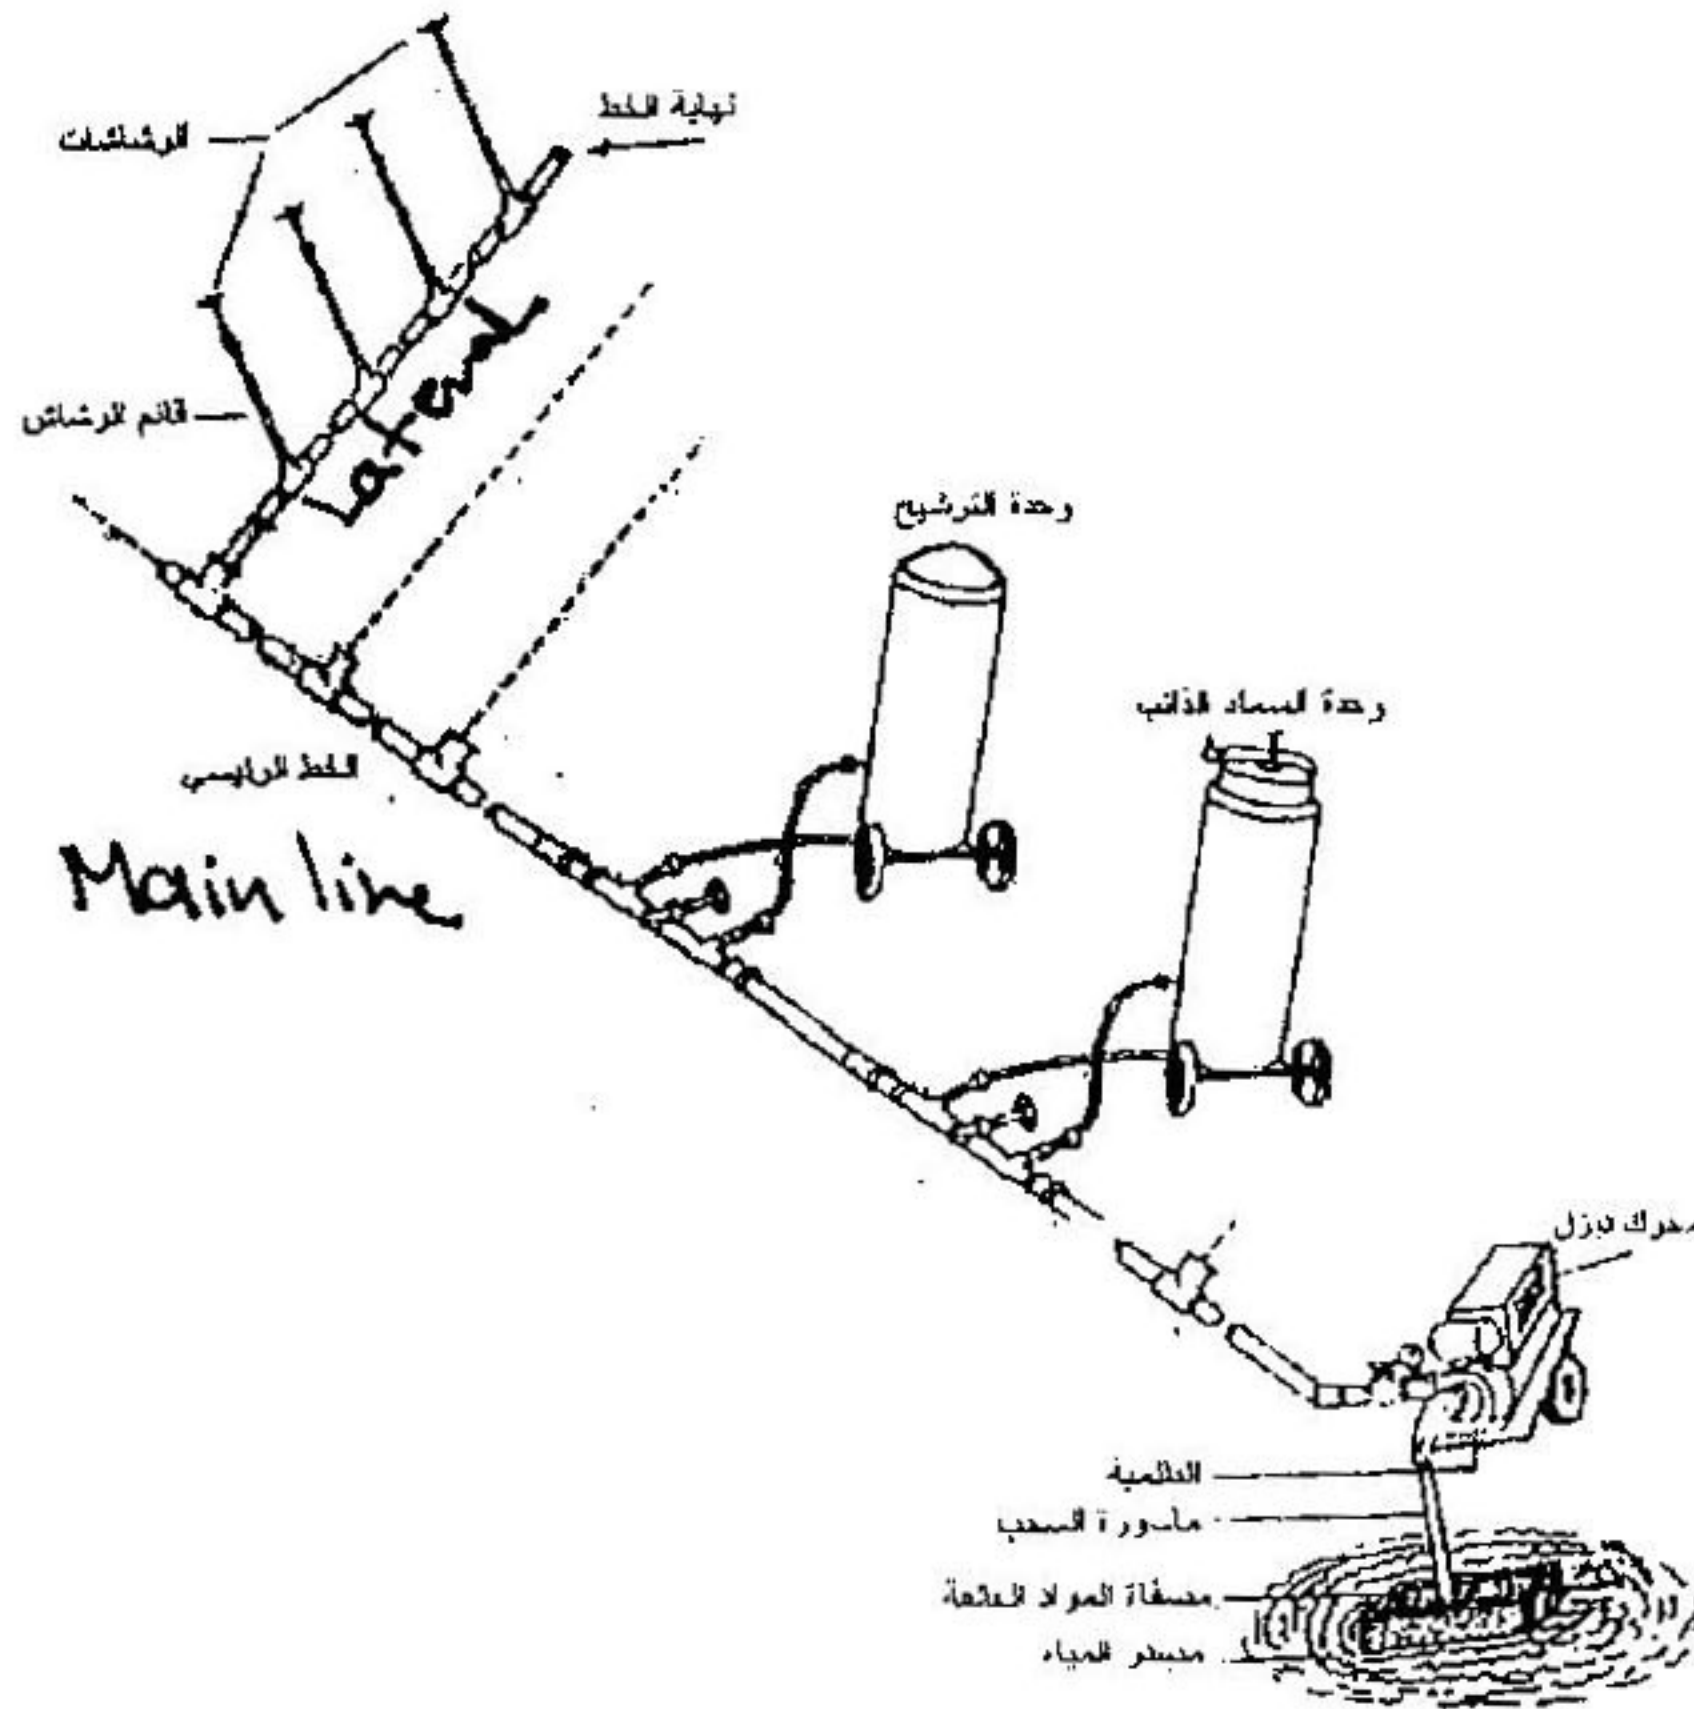 نهاية الخط
الرشاشات
Lateral
قائم الرشاش
وحدة الترشيح
وحدة السماد الذائب
الخط الرئيسي
Main line
محرك ديزل
الطلمبة
ماسورة السحب
مصفاة المواد العالقة
مصدر المياه